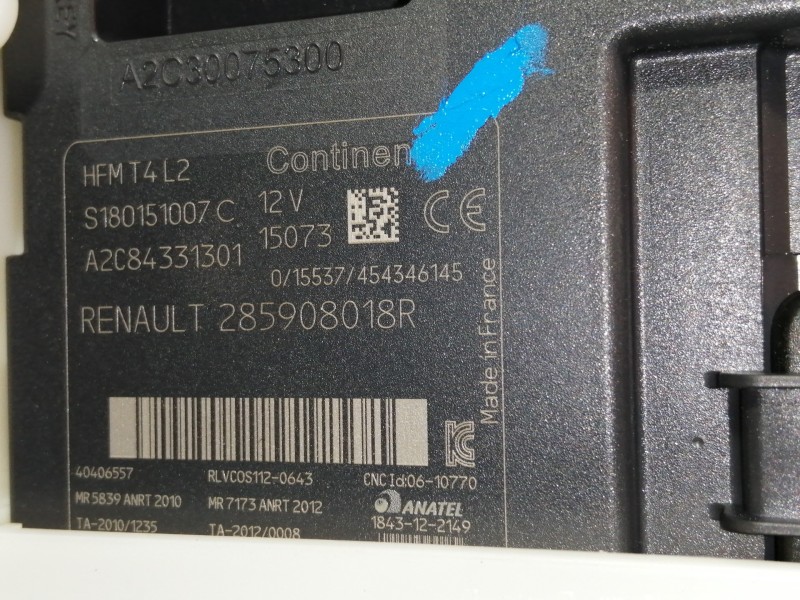 KEY
A2C30075300
HFM T4 L2
Continen
S180151007 C
12 V
15073
CE
A2C84331301
0/15537/454346145
RENAULT 285908018R
Made in France
40406557
RLVCOS112-0643
CNC Id:06-10770
MR 5839 ANRT 2010
MR 7173 ANRT 2012
ANATEL
TA-2010/1235
TA-2012/0008
1843-12-2149